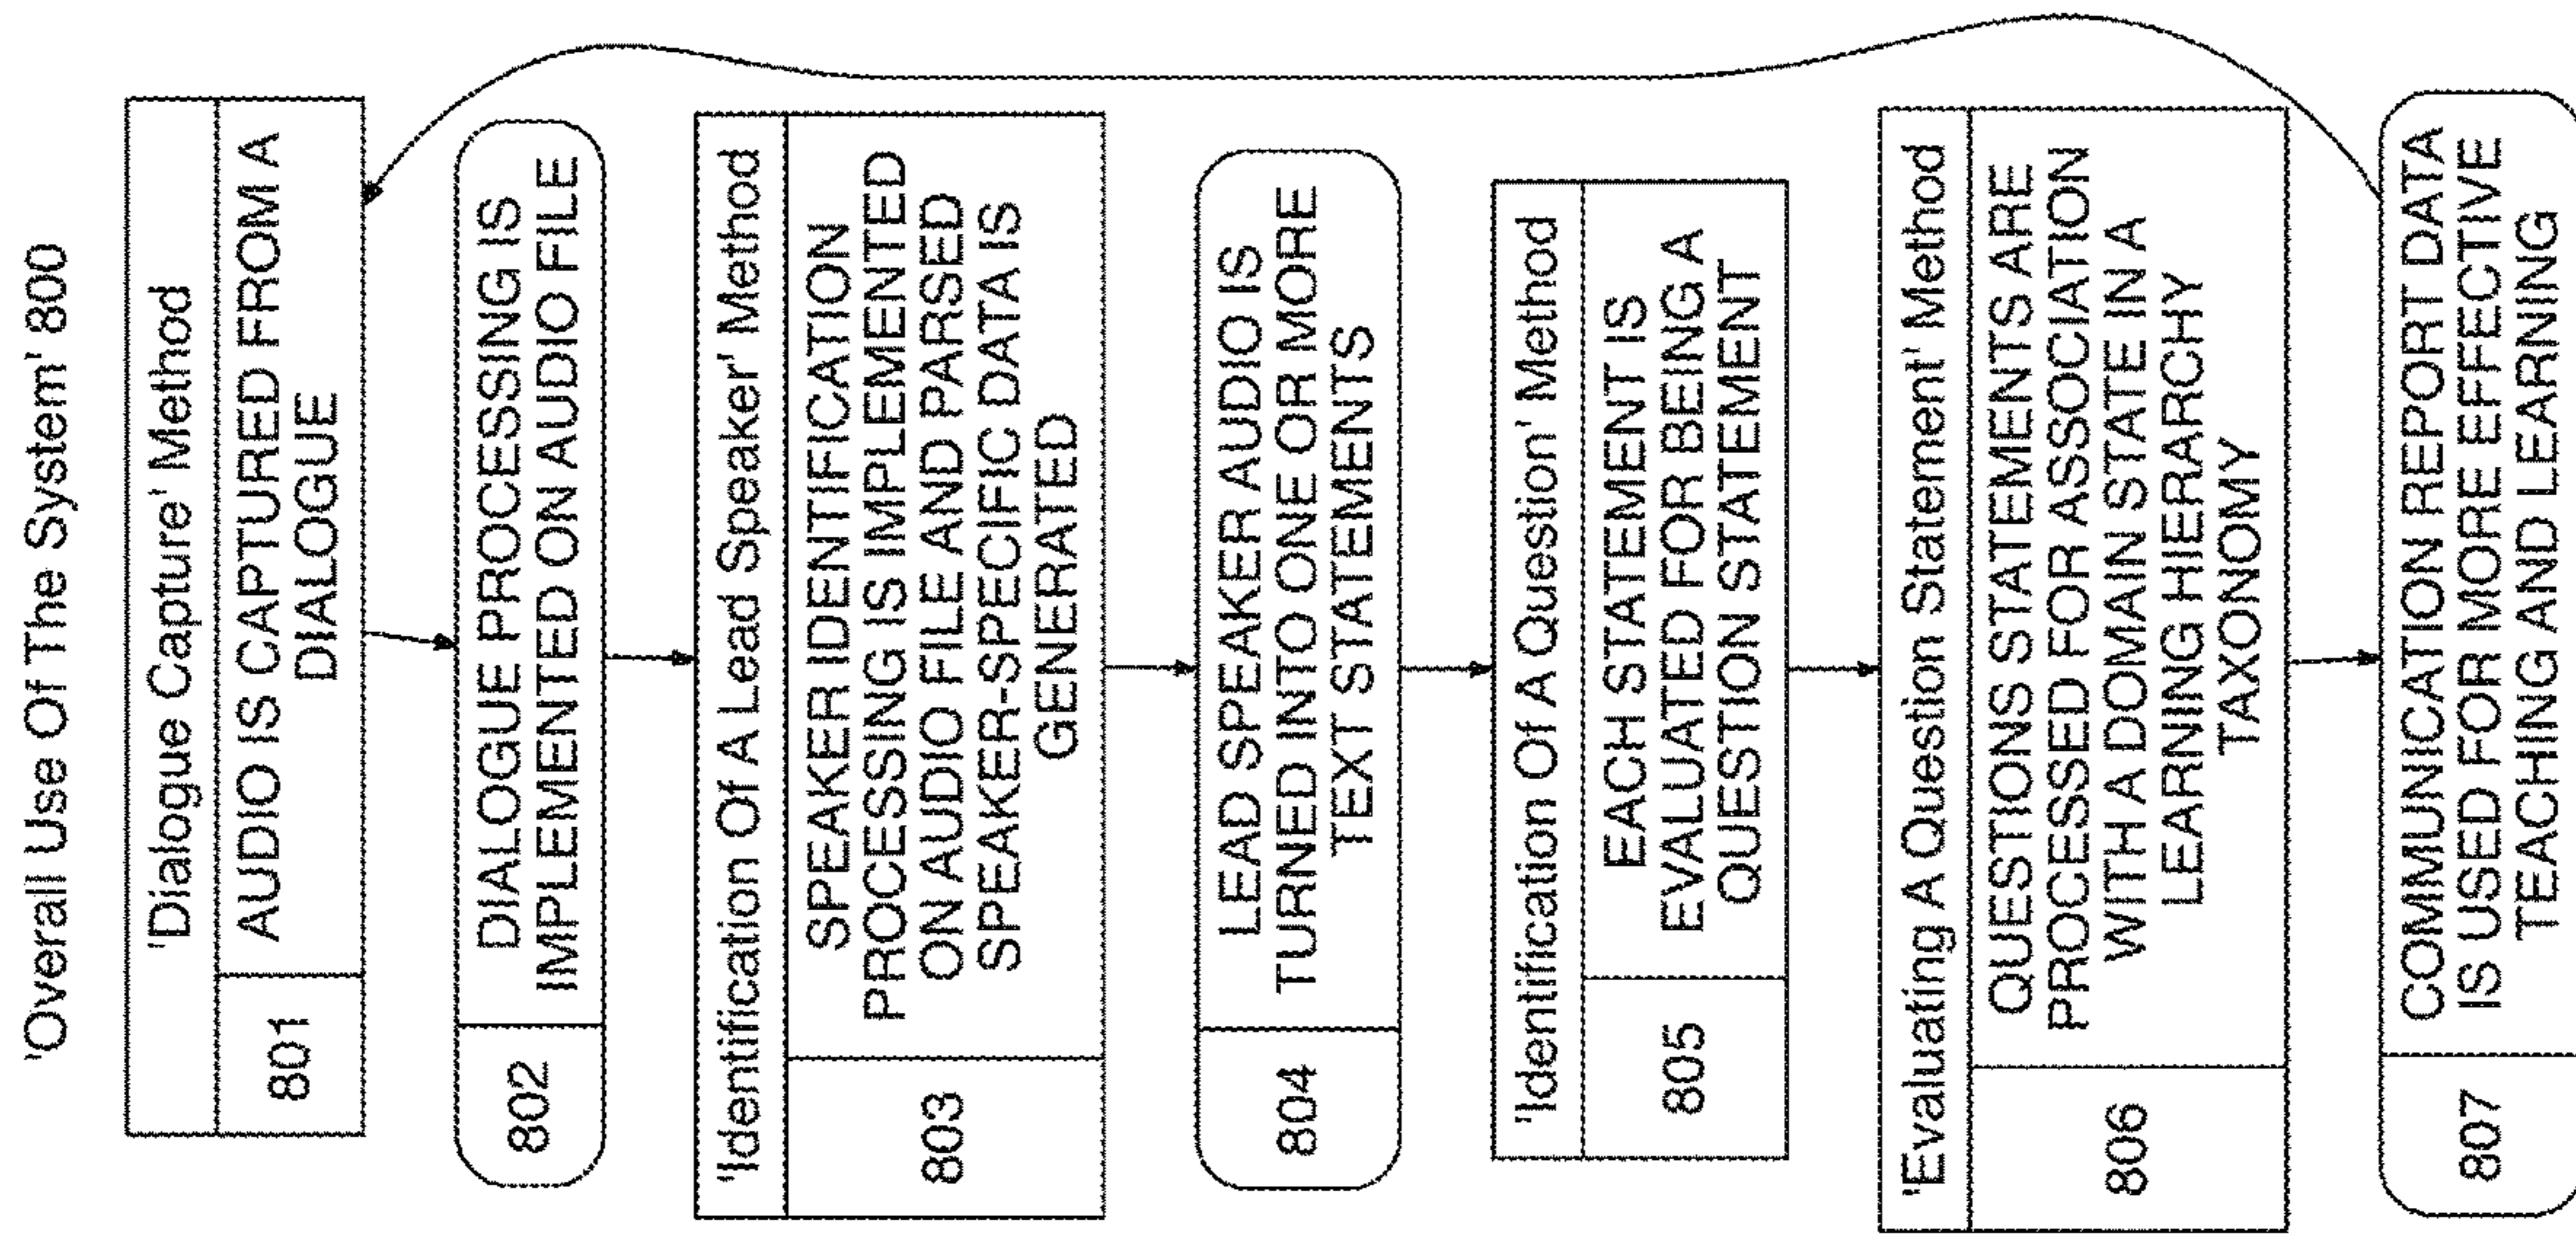 'Overall Use Of The System' 800
'Dialogue Capture' Method
801
AUDIO IS CAPTURED FROM A
DIALOGUE
802
DIALOGUE PROCESSING IS
IMPLEMENTED ON AUDIO FILE
'Identification Of A Lead Speaker' Method
803
SPEAKER IDENTIFICATION
PROCESSING IS IMPLEMENTED
ON AUDIO FILE AND PARSED
SPEAKER-SPECIFIC DATA IS
GENERATED
804
LEAD SPEAKER AUDIO IS
TURNED INTO ONE OR MORE
TEXT STATEMENTS
'Identification Of A Question' Method
805
EACH STATEMENT IS
EVALUATED FOR BEING A
QUESTION STATEMENT
'Evaluating A Question Statement' Method
806
QUESTIONS STATEMENTS ARE
PROCESSED FOR ASSOCIATION
WITH A DOMAIN STATE IN A
LEARNING HIERARCHY
TAXONOMY
807
COMMUNICATION REPORT DATA
IS USED FOR MORE EFFECTIVE
TEACHING AND LEARNING